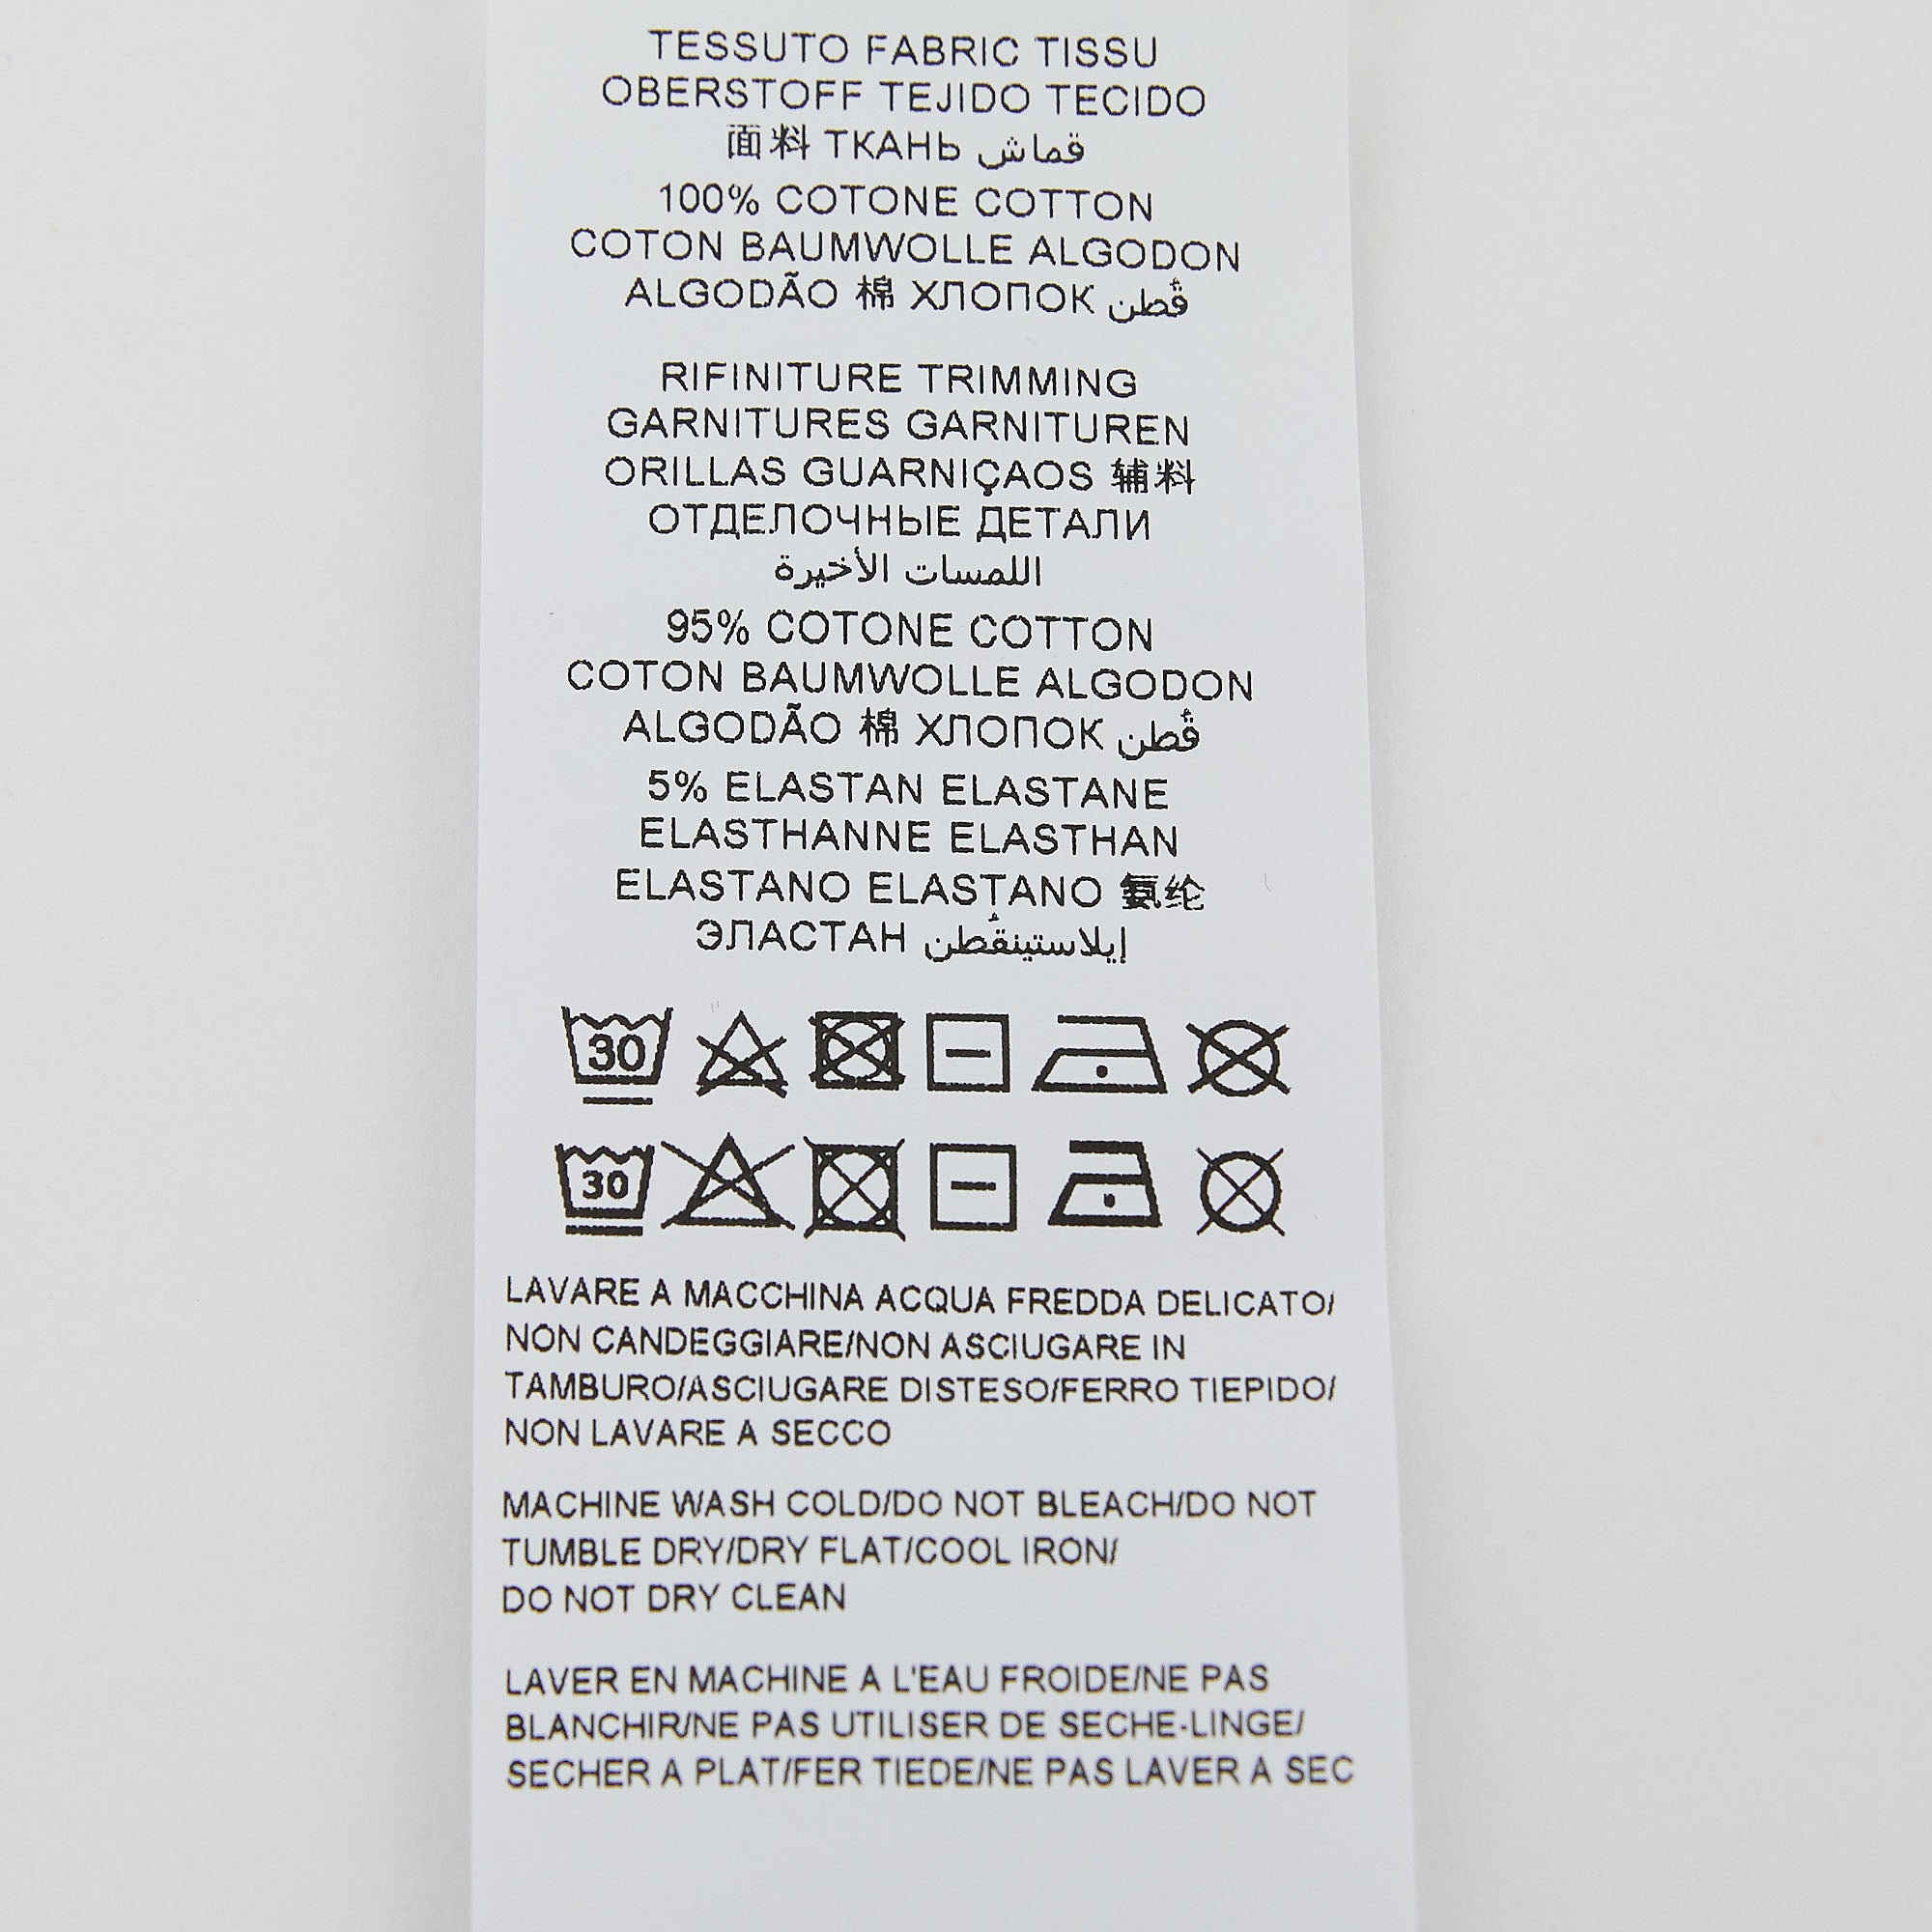 TESSUTO FABRIC TISSU
OBERSTOFF TEJIDO TECIDO
面料 ТКАНЬ قماش
100% COTONE COTTON
COTON BAUMWOLLE ALGODON
ALGODÃO 棉 ХЛОПОК قُطن
RIFINITURE TRIMMING
GARNITURES GARNITUREN
ORILLAS GUARNIÇAOS 辅料
ОТДЕЛОЧНЫЕ ДЕТАЛИ
اللمسات الأخيرة
95% COTONE COTTON
COTON BAUMWOLLE ALGODON
ALGODÃO 棉 ХЛОПОК قُطن
5% ELASTAN ELASTANE
ELASTHANNE ELASTHAN
ELASTANO ELASTANO 氨纶
ЭЛАСТАН إيلاستينقُطن
30
30
LAVARE A MACCHINA ACQUA FREDDA DELICATO/
NON CANDEGGIARE/NON ASCIUGARE IN
TAMBURO/ASCIUGARE DISTESO/FERRO TIEPIDO/
NON LAVARE A SECCO
MACHINE WASH COLD/DO NOT BLEACH/DO NOT
TUMBLE DRY/DRY FLAT/COOL IRON/
DO NOT DRY CLEAN
LAVER EN MACHINE A L'EAU FROIDE/NE PAS
BLANCHIR/NE PAS UTILISER DE SECHE-LINGE/
SECHER A PLAT/FER TIEDE/NE PAS LAVER A SEC